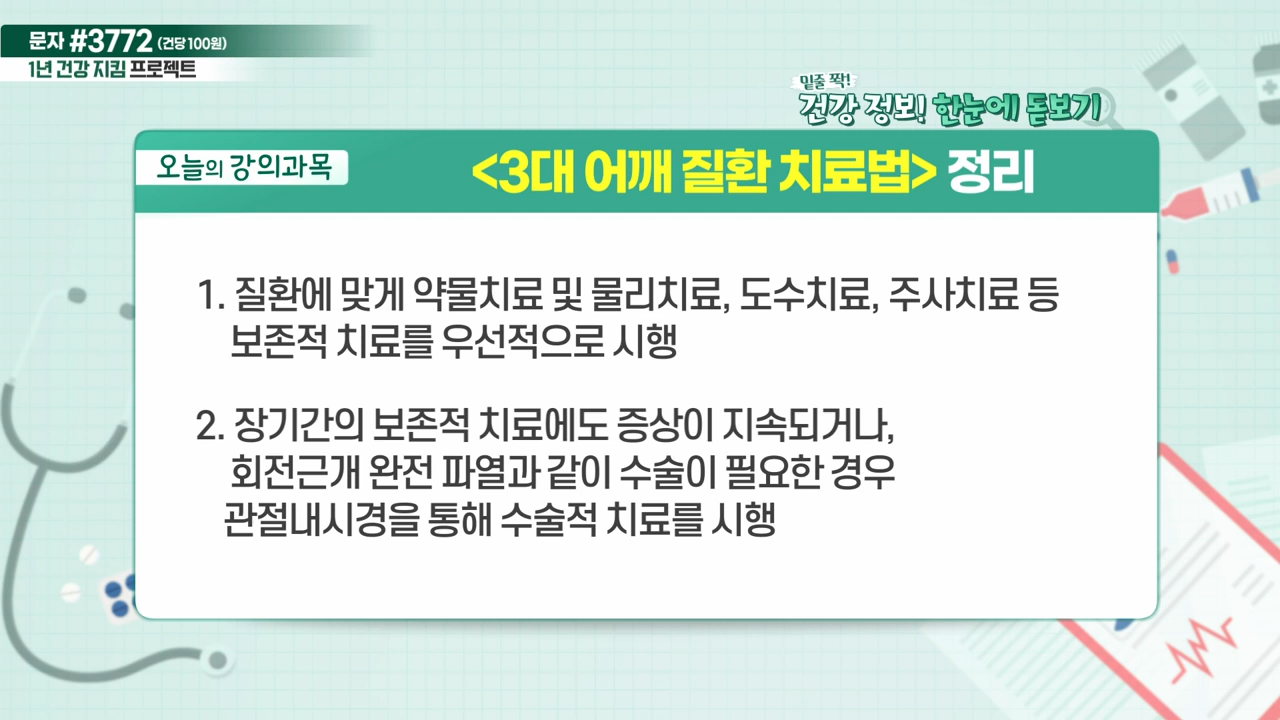 문자 #3772 (건당 100원)
1년 건강 지킴 프로젝트
밑줄 쫙!
건강 정보! 한눈에 돋보기
오늘의 강의과목
<3대 어깨 질환 치료법> 정리
1. 질환에 맞게 약물치료 및 물리치료, 도수치료, 주사치료 등
보존적 치료를 우선적으로 시행
2. 장기간의 보존적 치료에도 증상이 지속되거나,
회전근개 완전 파열과 같이 수술이 필요한 경우
관절내시경을 통해 수술적 치료를 시행